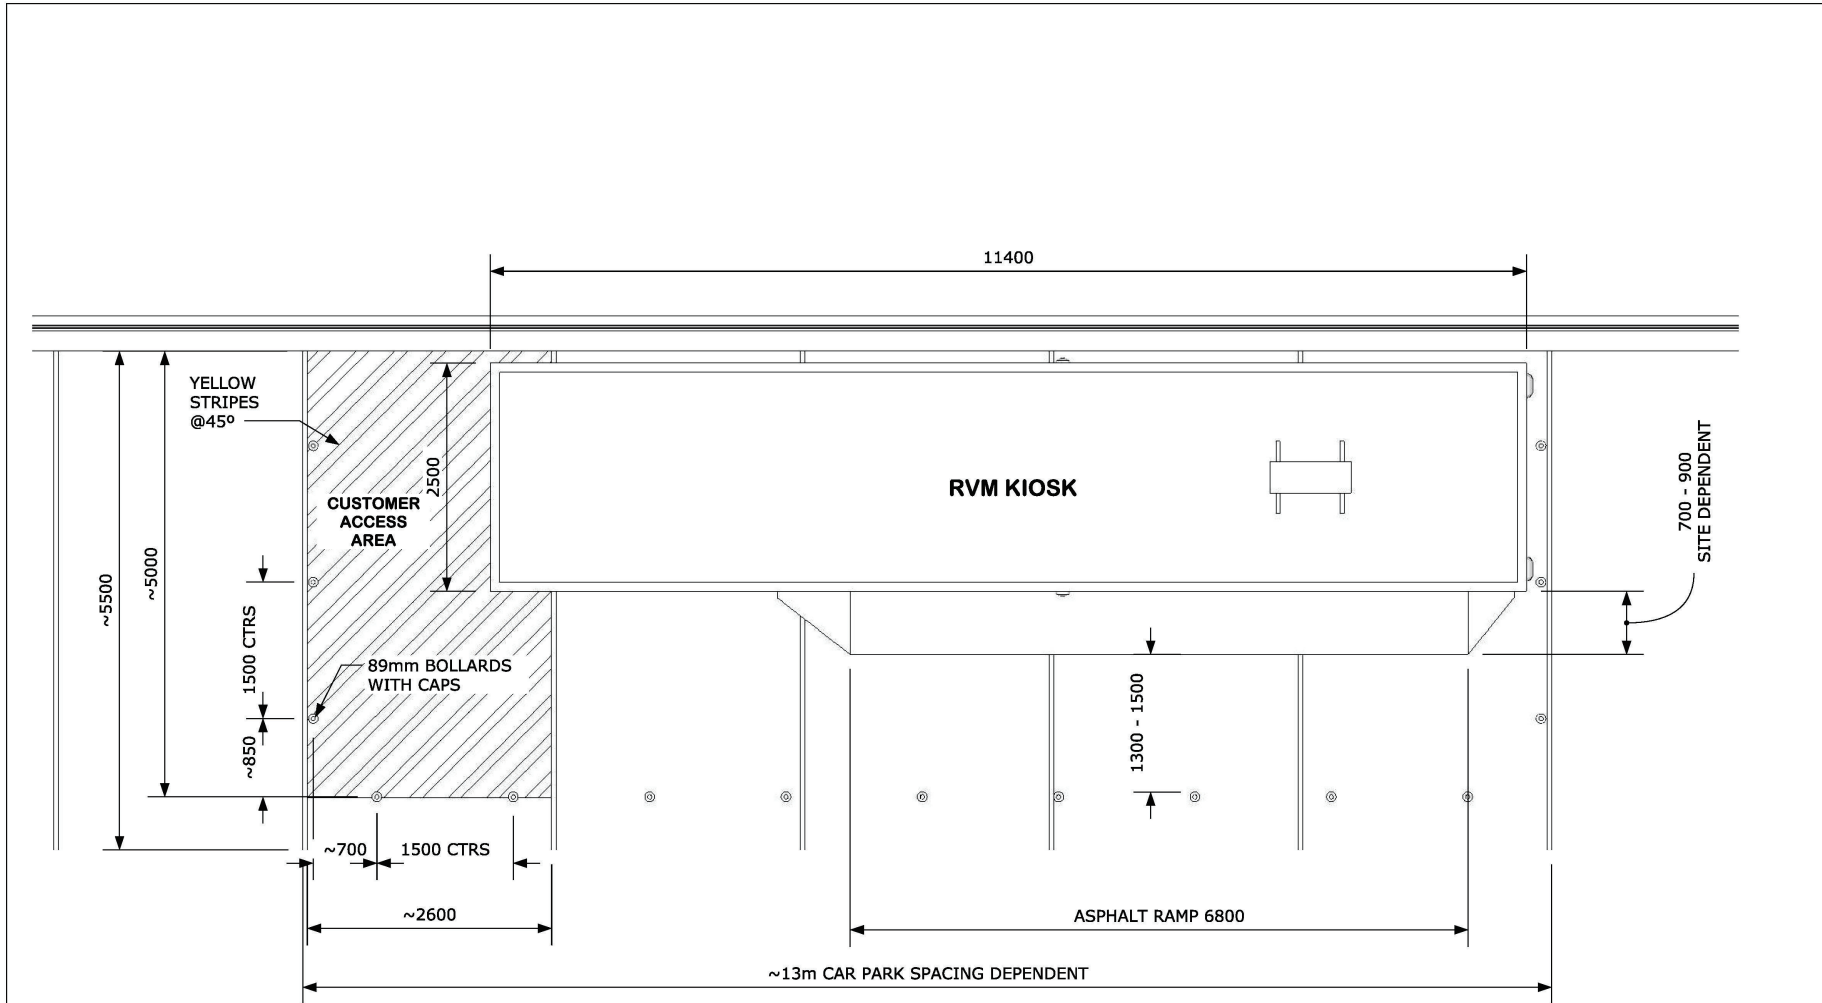 11400
YELLOW
STRIPES
@45º
2500
CUSTOMER
ACCESS
AREA
RVM KIOSK
700 - 900
SITE DEPENDENT
~5500
~5000
1500 CTRS
~850
89mm BOLLARDS
WITH CAPS
1300 - 1500
~700
1500 CTRS
~2600
ASPHALT RAMP 6800
~13m CAR PARK SPACING DEPENDENT